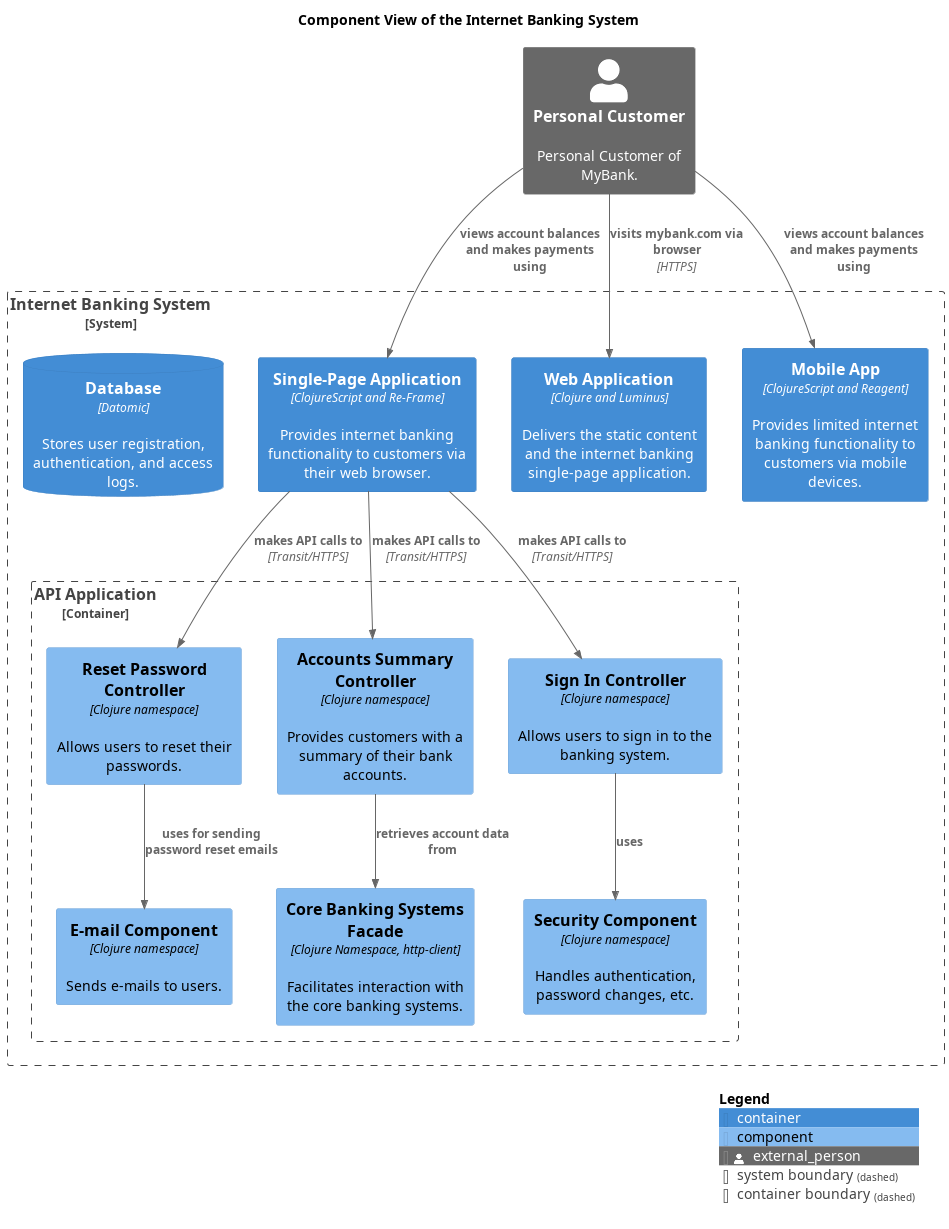 Component View of the Internet Banking System
Personal Customer
Personal Customer of
MyBank.
views account balances
and makes payments
using
visits mybank.com via
browser
[HTTPS]
views account balances
and makes payments
using
Internet Banking System
[System]
Database
[Datomic]
Stores user registration,
authentication, and access
logs.
Single-Page Application
[ClojureScript and Re-Frame]
Provides internet banking
functionality to customers via
their web browser.
Web Application
[Clojure and Luminus]
Delivers the static content
and the internet banking
single-page application.
Mobile App
[ClojureScript and Reagent]
Provides limited internet
banking functionality to
customers via mobile
devices.
makes API calls to
[Transit/HTTPS]
makes API calls to
[Transit/HTTPS]
makes API calls to
[Transit/HTTPS]
API Application
[Container]
Reset Password
Controller
[Clojure namespace]
Allows users to reset their
passwords.
Accounts Summary
Controller
[Clojure namespace]
Provides customers with a
summary of their bank
accounts.
Sign In Controller
[Clojure namespace]
Allows users to sign in to the
banking system.
uses for sending
password reset emails
retrieves account data
from
uses
E-mail Component
[Clojure namespace]
Sends e-mails to users.
Core Banking Systems
Facade
[Clojure Namespace, http-client]
Facilitates interaction with
the core banking systems.
Security Component
[Clojure namespace]
Handles authentication,
password changes, etc.
Legend
container
component
external_person
system boundary (dashed)
container boundary (dashed)